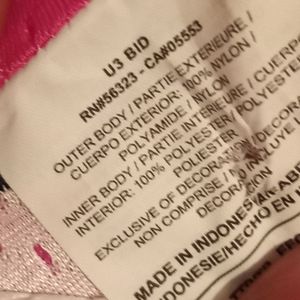 U3 BID
RN#56323 - CA#05553
OUTER BODY / PARTIE EXTERIEURE /
CUERPO EXTERIOR: 100% NYLON /
POLYAMIDE / NYLON
INNER BODY / PARTIE INTERIEURE / CUERPO
INTERIOR: 100% POLYESTER/POLYESTER
POLIESTER
EXCLUSIVE OF DECORATION / DECORA
NON COMPRISE / NO INCLUYE
DECORACION
MADE IN INDONESIA/FABR
INDONESIE/HECHO EN